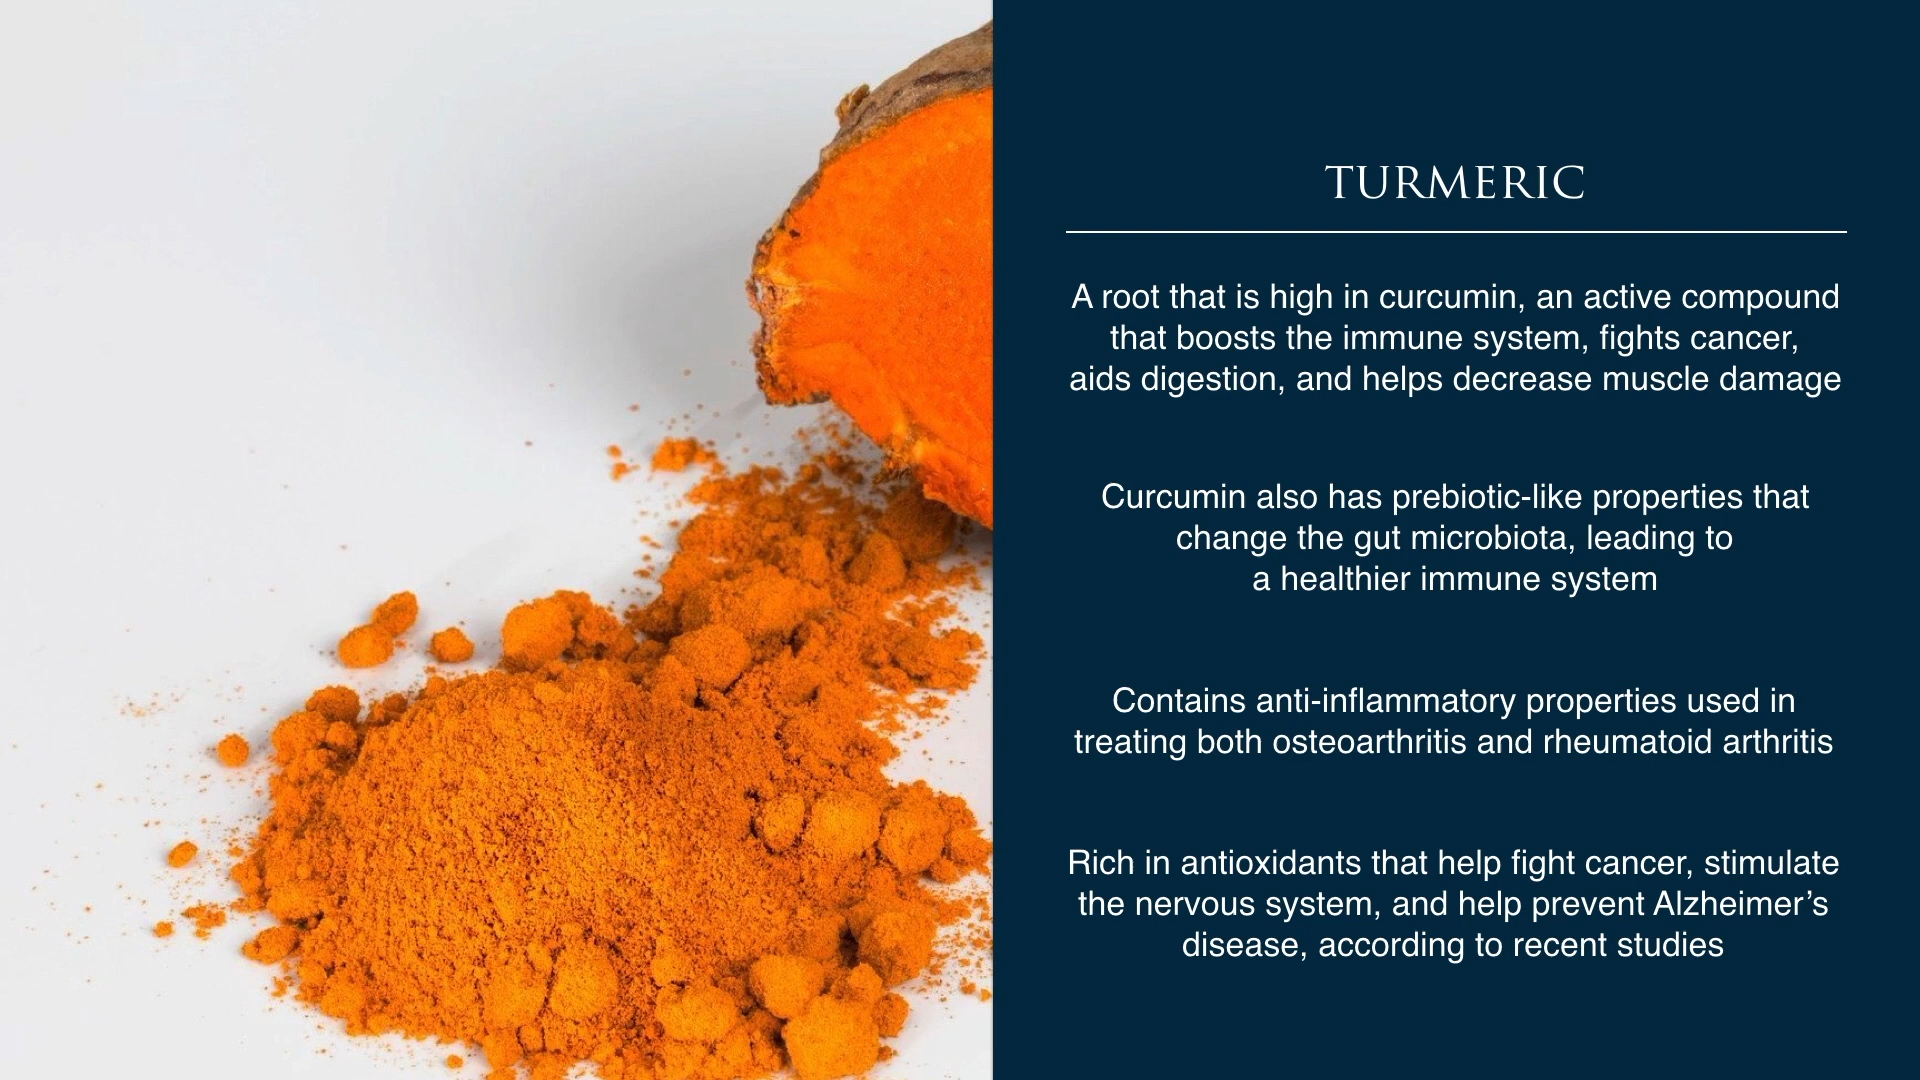 TURMERIC
A root that is high in curcumin, an active compound
that boosts the immune system, fights cancer,
aids digestion, and helps decrease muscle damage
Curcumin also has prebiotic-like properties that
change the gut microbiota, leading to
a healthier immune system
Contains anti-inflammatory properties used in
treating both osteoarthritis and rheumatoid arthritis
Rich in antioxidants that help fight cancer, stimulate
the nervous system, and help prevent Alzheimer’s
disease, according to recent studies